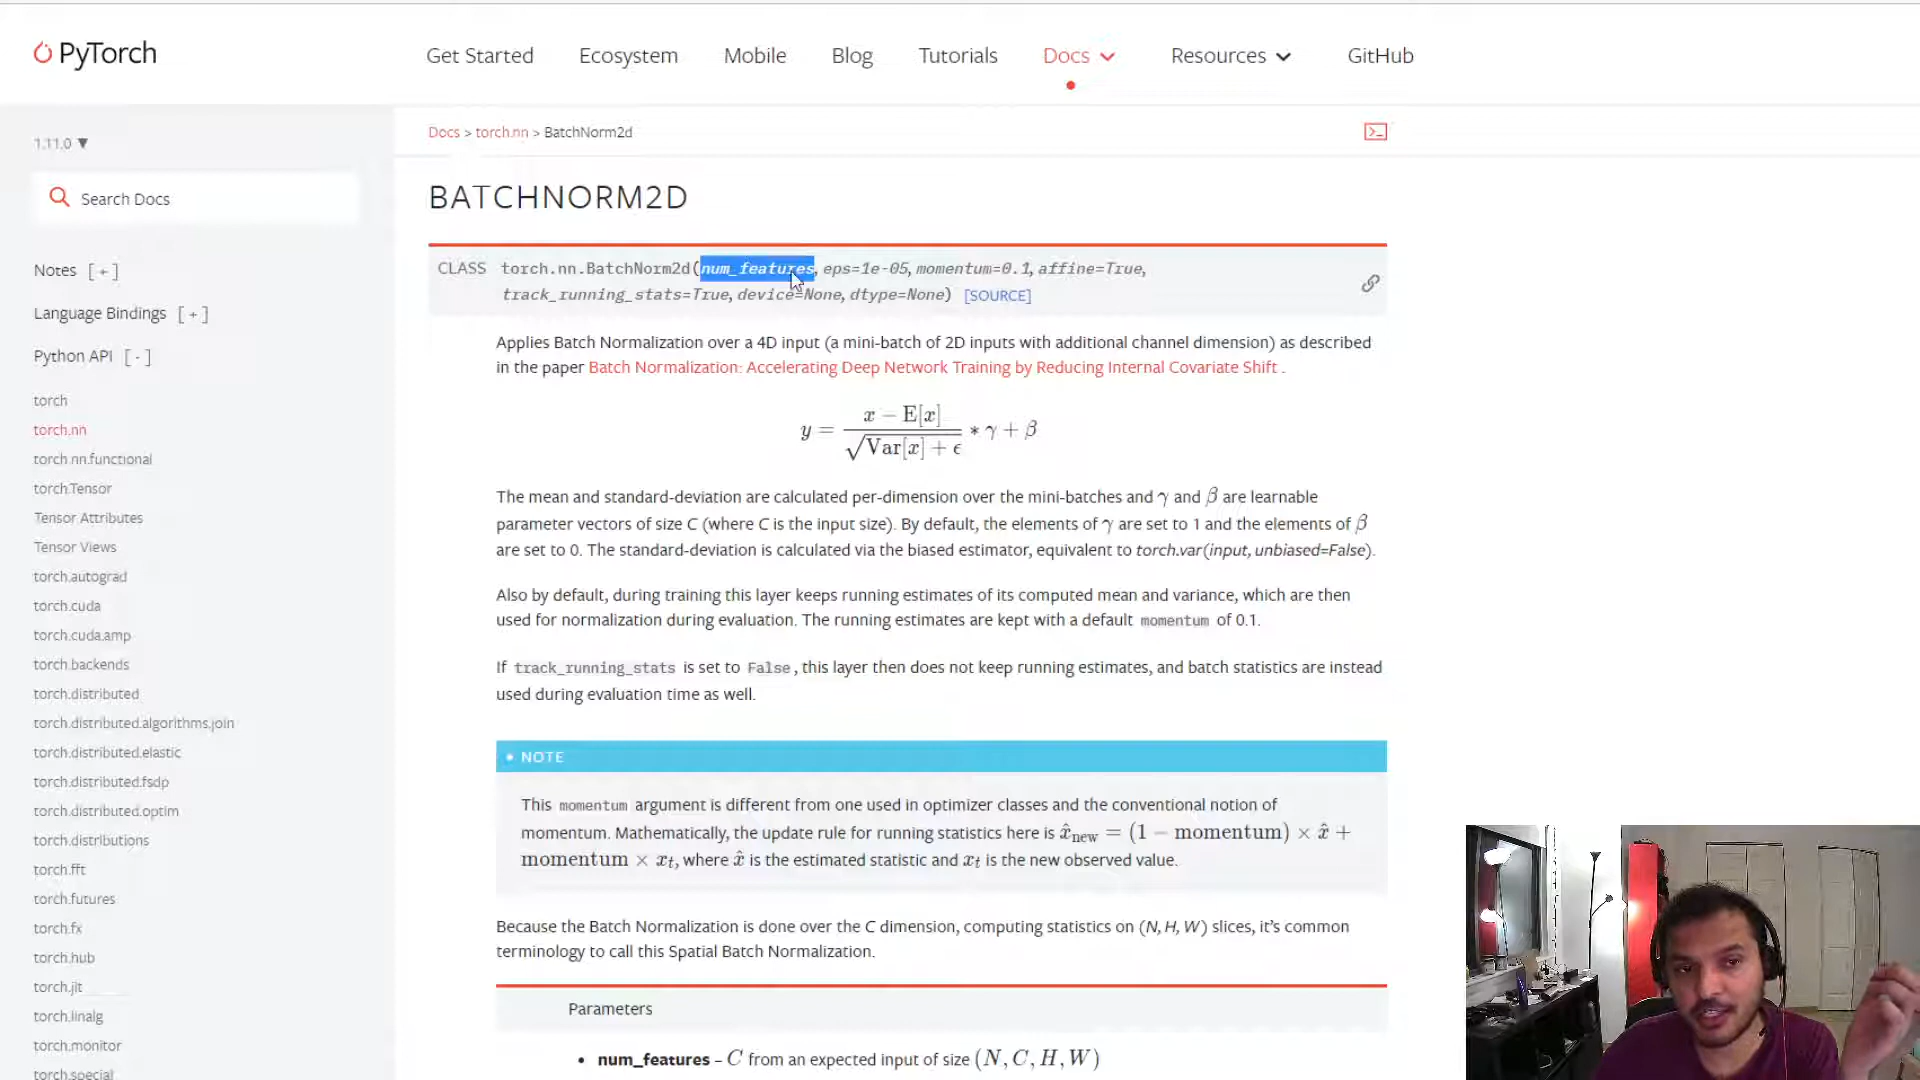 PyTorch
Get Started
Ecosystem
Mobile
Blog
Tutorials
Docs
Resources
GitHub
1.11.0 ▼
Search Docs
Notes [ + ]
Language Bindings [ + ]
Python API [ - ]
torch
torch.nn
torch.nn.functional
torch.Tensor
Tensor Attributes
Tensor Views
torch.autograd
torch.cuda
torch.cuda.amp
torch.backends
torch.distributed
torch.distributed.algorithms.join
torch.distributed.elastic
torch.distributed.fsdp
torch.distributed.optim
torch.distributions
torch.fft
torch.futures
torch.fx
torch.hub
torch.jit
torch.linalg
torch.monitor
torch.special
Docs > torch.nn > BatchNorm2d
BATCHNORM2D
CLASS torch.nn.BatchNorm2d(num_features, eps=1e-05, momentum=0.1, affine=True,
track_running_stats=True, device=None, dtype=None) [SOURCE]
Applies Batch Normalization over a 4D input (a mini-batch of 2D inputs with additional channel dimension) as described
in the paper Batch Normalization: Accelerating Deep Network Training by Reducing Internal Covariate Shift .
y = (x − E[x]) / √(Var[x] + ϵ) ∗ γ + β
The mean and standard-deviation are calculated per-dimension over the mini-batches and γ and β are learnable
parameter vectors of size C (where C is the input size). By default, the elements of γ are set to 1 and the elements of β
are set to 0. The standard-deviation is calculated via the biased estimator, equivalent to torch.var(input, unbiased=False).
Also by default, during training this layer keeps running estimates of its computed mean and variance, which are then
used for normalization during evaluation. The running estimates are kept with a default momentum of 0.1.
If track_running_stats is set to False , this layer then does not keep running estimates, and batch statistics are instead
used during evaluation time as well.
• NOTE
This momentum argument is different from one used in optimizer classes and the conventional notion of
momentum. Mathematically, the update rule for running statistics here is x̂new = (1 − momentum) × x̂ +
momentum × xt, where x̂ is the estimated statistic and xt is the new observed value.
Because the Batch Normalization is done over the C dimension, computing statistics on (N, H, W) slices, it’s common
terminology to call this Spatial Batch Normalization.
Parameters
• num_features – C from an expected input of size (N, C, H, W)